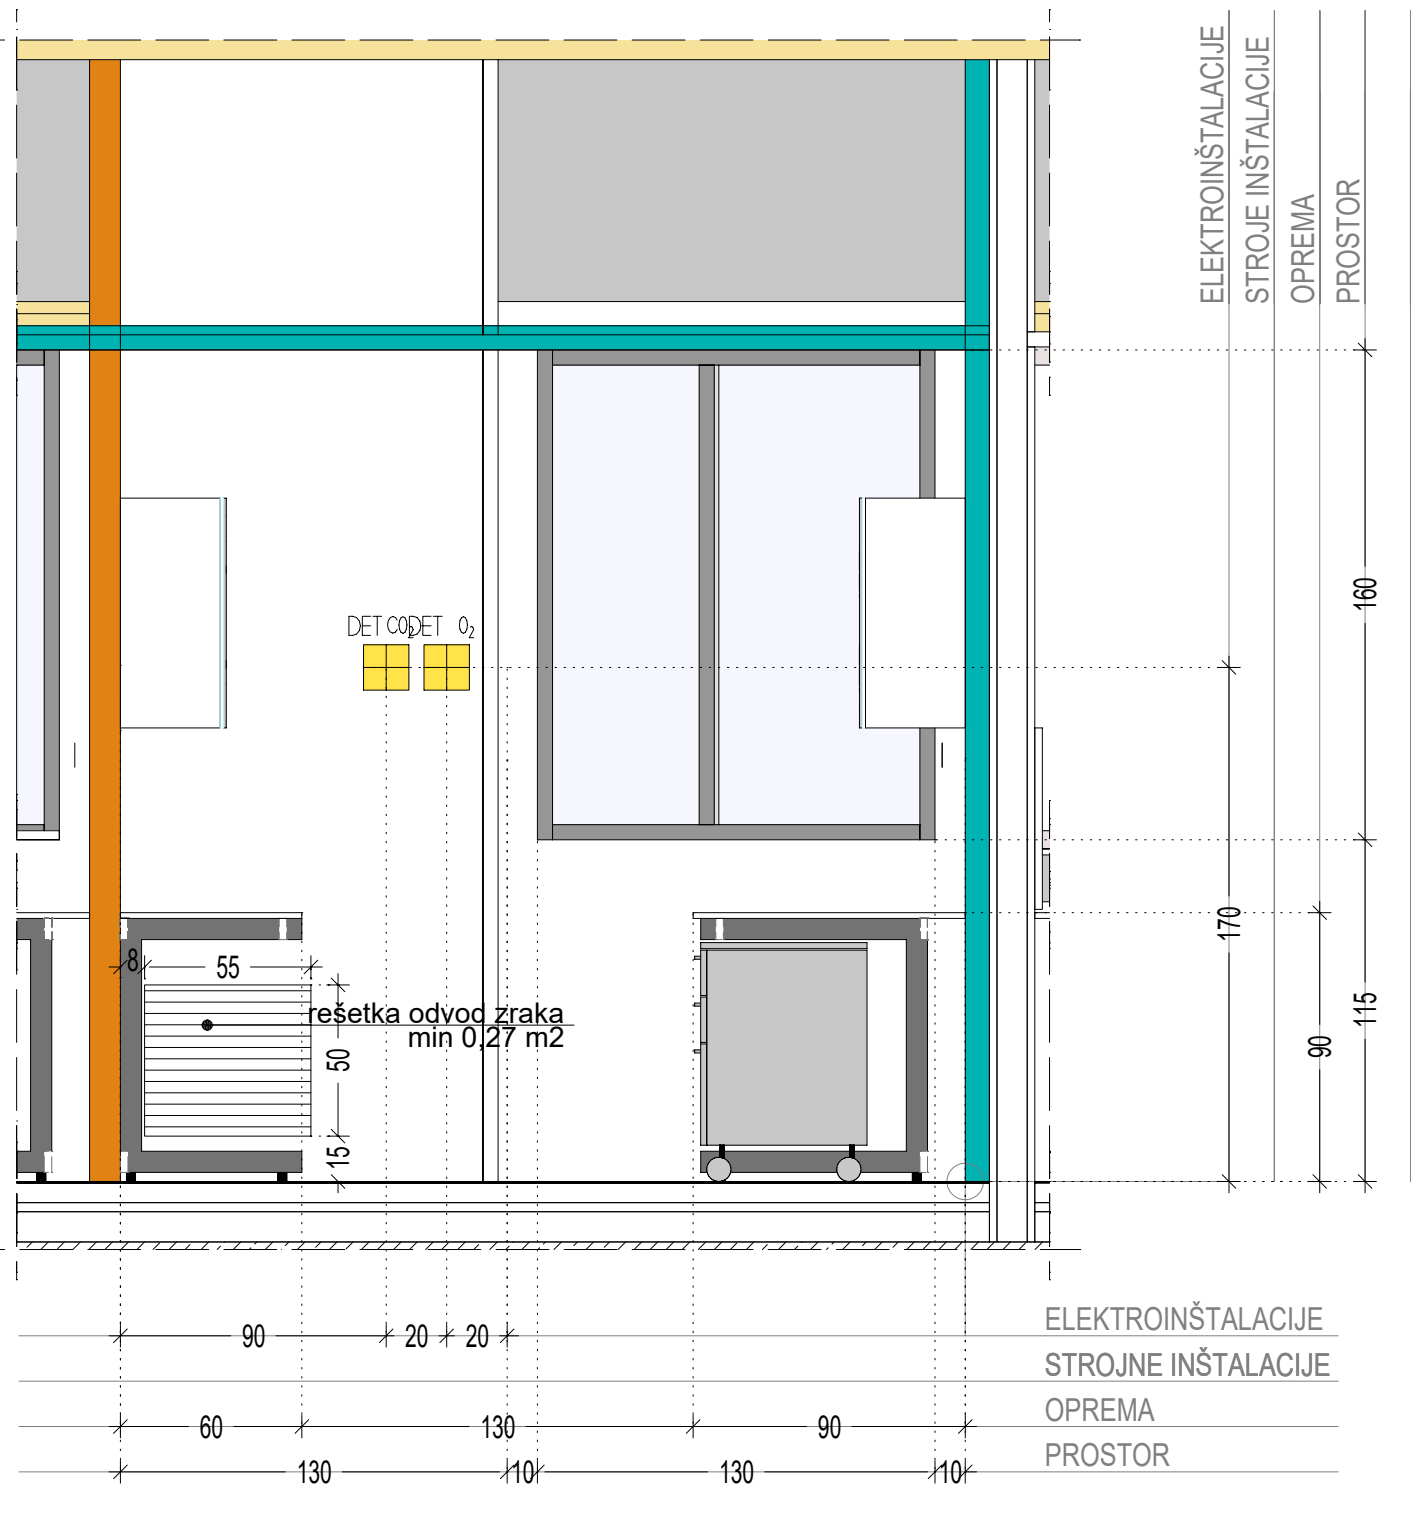 ELEKTROINŠTALACIJE
STROJE INŠTALACIJE
OPREMA
PROSTOR
160
DET CO2
DET O2
170
8
55
115
rešetka odvod zraka
min 0,27 m2
50
90
15
ELEKTROINŠTALACIJE
90
20
20
STROJNE INŠTALACIJE
OPREMA
60
130
90
PROSTOR
130
10
130
10